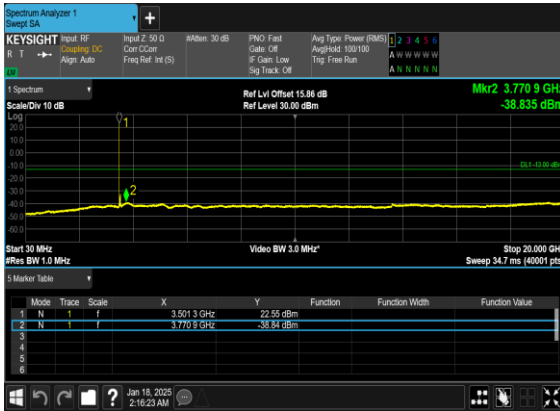 Spectrum Analyzer 1
Swept SA
+
KEYSIGHT Input: RF Input Z: 50 Ω #Atten: 30 dB PNO: Fast Avg Type: Power (RMS) 1 2 3 4 5 6
R T Coupling: DC Corr CCorr Gate: Off Avg|Hold: 100/100 A W W W W W
Align: Auto Freq Ref: Int (S) IF Gain: Low Trig: Free Run
LXI Sig Track: Off A N N N N N
1 Spectrum Ref Lvl Offset 15.86 dB Mkr2 3.770 9 GHz
Scale/Div 10 dB Ref Level 30.00 dBm -38.835 dBm
Log
20.0
10.0
0.00
-10.0
-20.0
-30.0
-40.0
-50.0
-60.0
1
2
DL1 -13.00 dBm
Start 30 MHz Video BW 3.0 MHz* Stop 20.000 GHz
#Res BW 1.0 MHz Sweep 34.7 ms (40001 pts)
5 Marker Table
Mode Trace Scale X Y Function Function Width Function Value
1 N 1 f 3.501 3 GHz 22.55 dBm
2 N 1 f 3.770 9 GHz -38.84 dBm
3
4
5
6
? Jan 18, 2025
2:16:23 AM